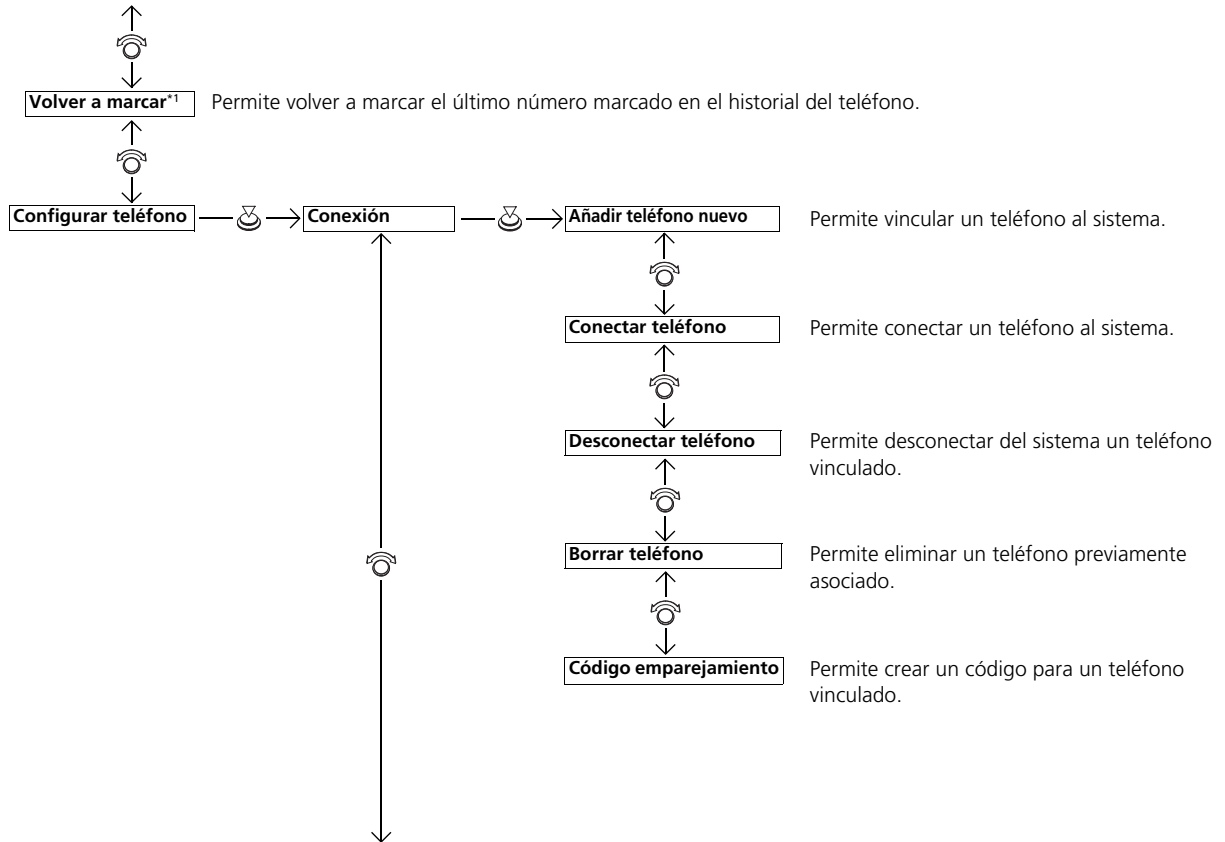 Volver a marcar*1 Permite volver a marcar el último número marcado en el historial del teléfono.
Configurar teléfono Conexión Añadir teléfono nuevo Permite vincular un teléfono al sistema.
Conectar teléfono Permite conectar un teléfono al sistema.
Desconectar teléfono Permite desconectar del sistema un teléfono
vinculado.
Borrar teléfono Permite eliminar un teléfono previamente
asociado.
Código emparejamiento Permite crear un código para un teléfono
vinculado.